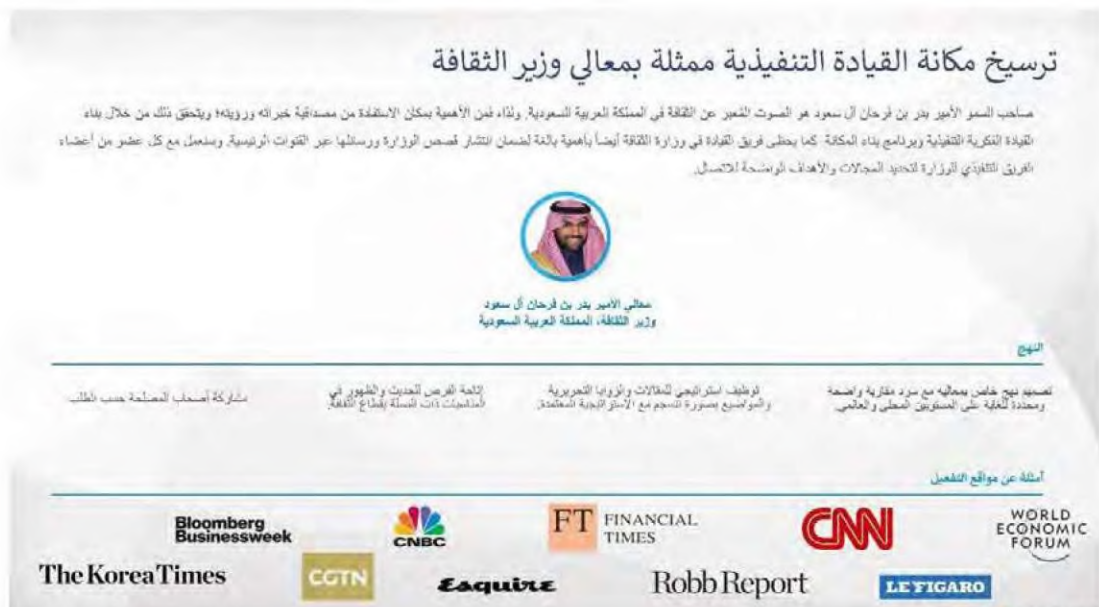 ترسيخ مكانة القيادة التنفيذية ممثلة بمعالي وزير الثقافة
صاحب السمو الأمير بدر بن فرحان آل سعود هو الصوت المُعبر عن الثقافة في المملكة العربية السعودية. ولذاء فمن الأهمية بمكان الاستفادة من مصداقية خبراته ورؤيته؛ ويتحقق ذلك من خلال بناء
القيادة الفكرية التنفيذية وبرنامج بناء المكانة. كما يحظى فريق القيادة في وزارة الثقافة أيضاً بأهمية بالغة لضمان انتشار قصص الوزارة ورسائلها عبر القنوات الرئيسية. وسنعمل مع كل عضو من أعضاء
الفريق التنفيذي للوزارة لتحديد المجالات والأهداف الواضحة للاتصال.
معالي الأمير بدر بن فرحان آل سعود
وزير الثقافة، المملكة العربية السعودية
النهج
تصميم نهج خاص بمعاليه مع سرد مقاربة واضحة
ومحددة للغاية على المستويين المحلي والعالمي.
توظيف استراتيجي للمقالات والزوايا التحريرية
والمواضيع بصورة تنسجم مع الاستراتيجية المعتمدة.
إتاحة الفرص للحديث والظهور في
المناسبات ذات الصلة بقطاع الثقافة.
مشاركة أصحاب المصلحة حسب الطلب
أمثلة عن مواقع التفعيل
WORLD
ECONOMIC
FORUM
CNN
FT FINANCIAL
TIMES
CNBC
Bloomberg
Businessweek
LE FIGARO
Robb Report
Esquire
CGTN
The Korea Times